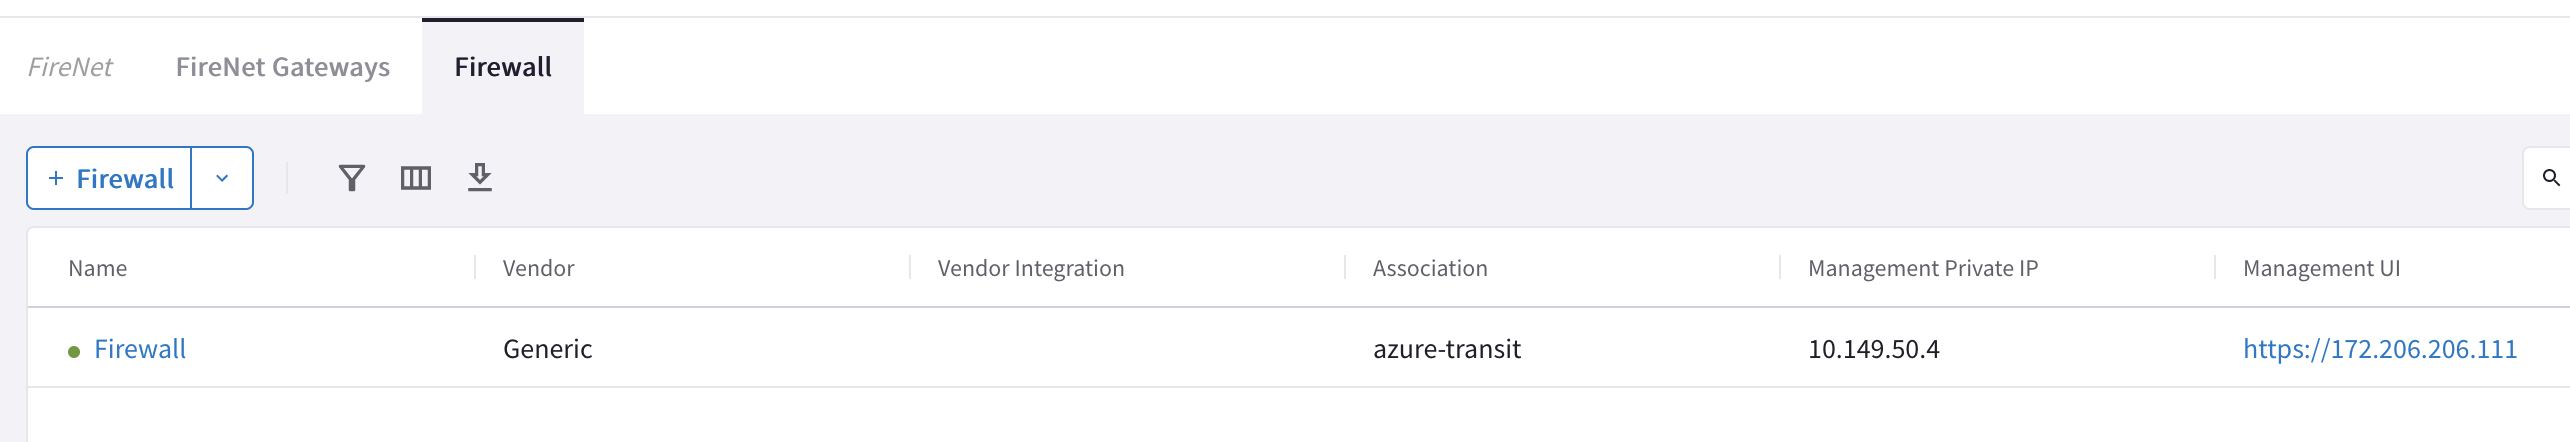 FireNet FireNet Gateways Firewall
+ Firewall
Name Vendor Vendor Integration Association Management Private IP Management UI
Firewall Generic azure-transit 10.149.50.4 https://172.206.206.111